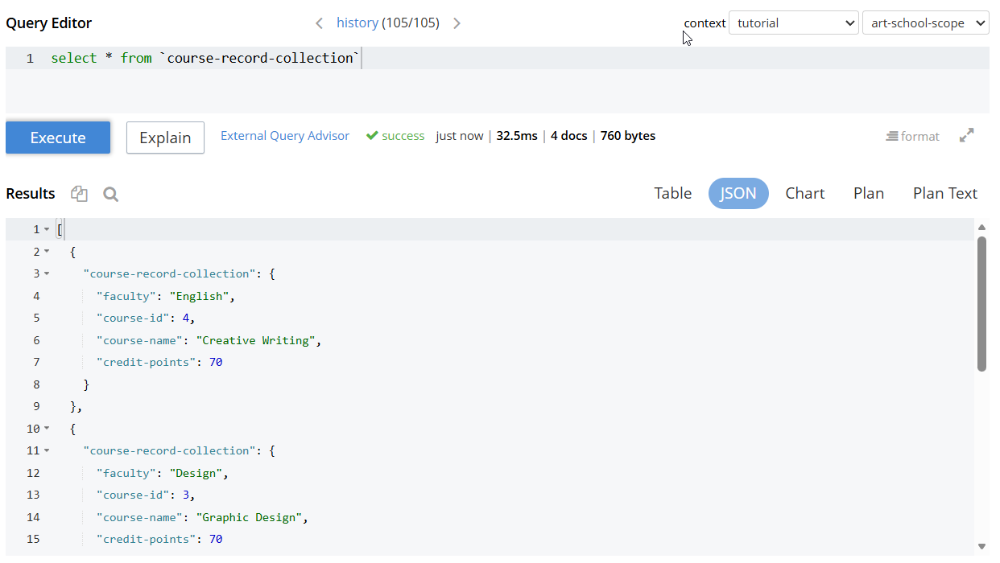 Query Editor
history (105/105)
context tutorial art-school-scope
1 select * from `course-record-collection`
Execute Explain External Query Advisor success just now | 32.5ms | 4 docs | 760 bytes format
Results Table JSON Chart Plan Plan Text
1 [
2 {
3 "course-record-collection": {
4 "faculty": "English",
5 "course-id": 4,
6 "course-name": "Creative Writing",
7 "credit-points": 70
8 }
9 },
10 {
11 "course-record-collection": {
12 "faculty": "Design",
13 "course-id": 3,
14 "course-name": "Graphic Design",
15 "credit-points": 70